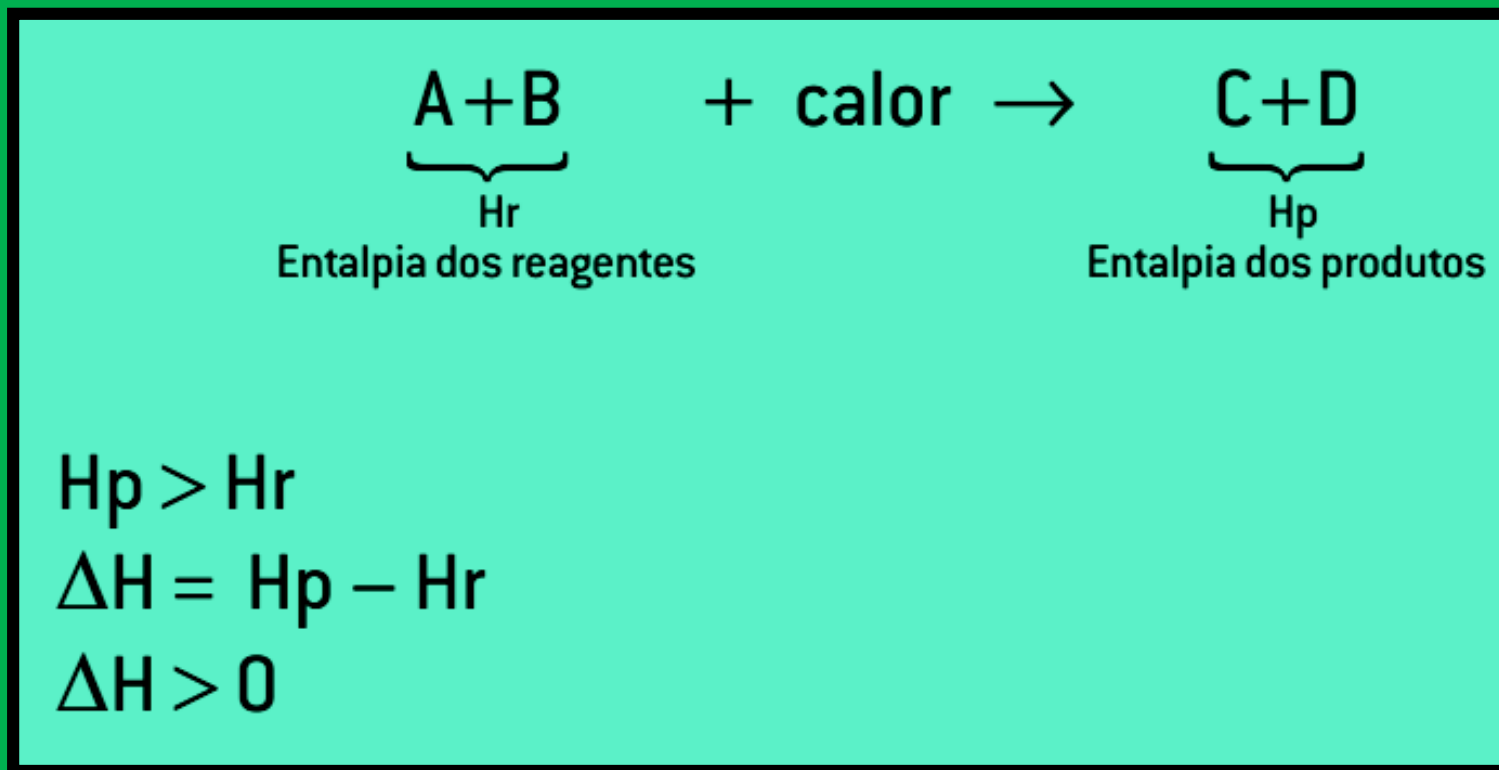 A+B + calor → C+D
Hr Hp
Entalpia dos reagentes Entalpia dos produtos
Hp > Hr
ΔH = Hp – Hr
ΔH > 0